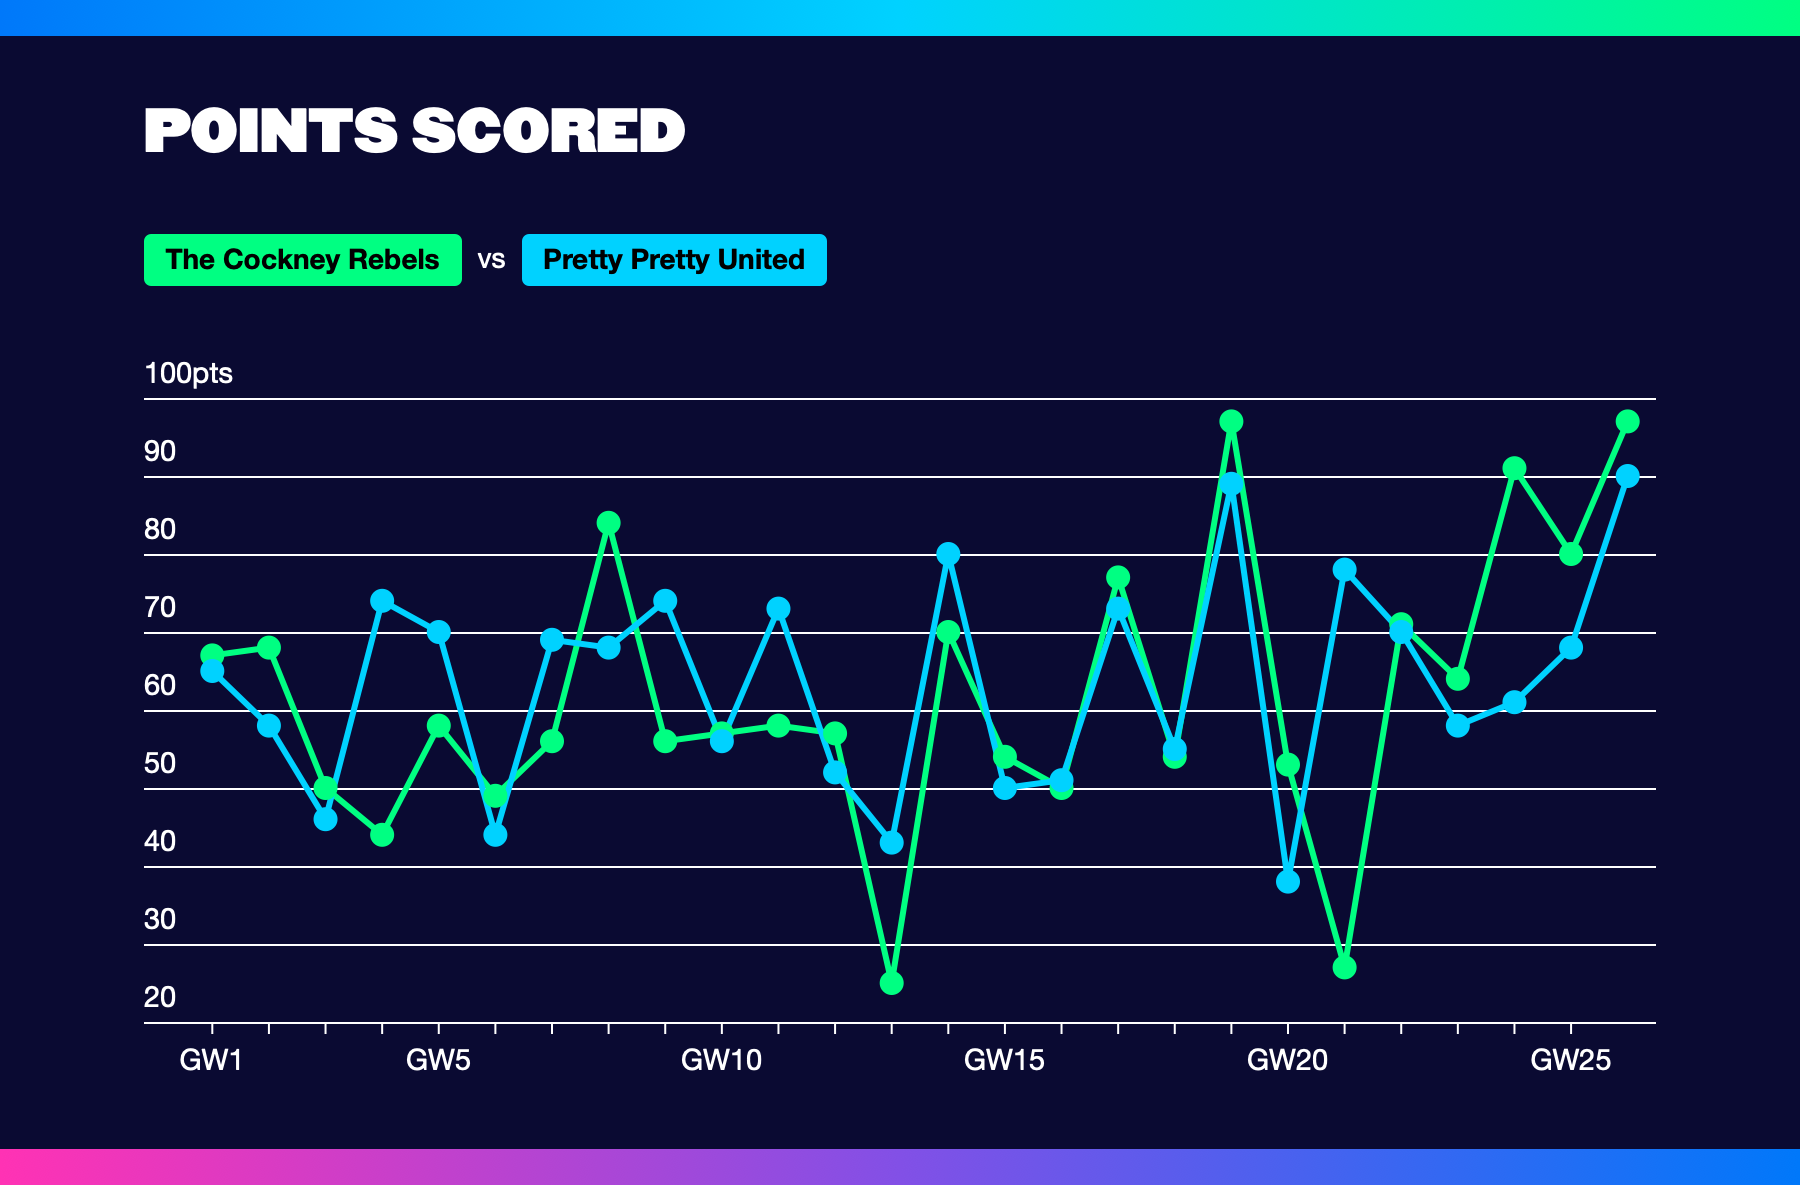 POINTS SCORED
The Cockney Rebels vs Pretty Pretty United
100pts
90
80
70
60
50
40
30
20
GW1 GW5 GW10 GW15 GW20 GW25